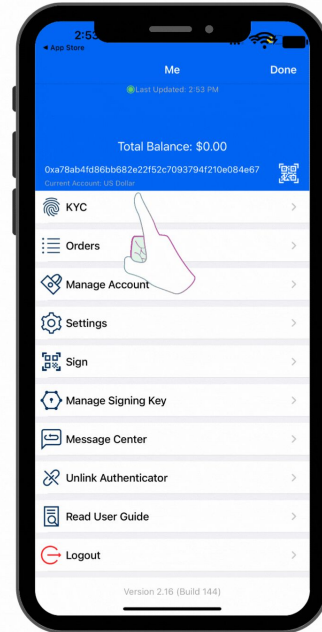 2:53
◀ App Store
Me
Done
Last Updated: 2:53 PM
Total Balance: $0.00
0xa78ab4fd86bb682e22f52c7093794f210e084e67
Current Account: US Dollar
KYC
Orders
Manage Account
Settings
Sign
Manage Signing Key
Message Center
Unlink Authenticator
Read User Guide
Logout
Version 2.16 (Build 144)